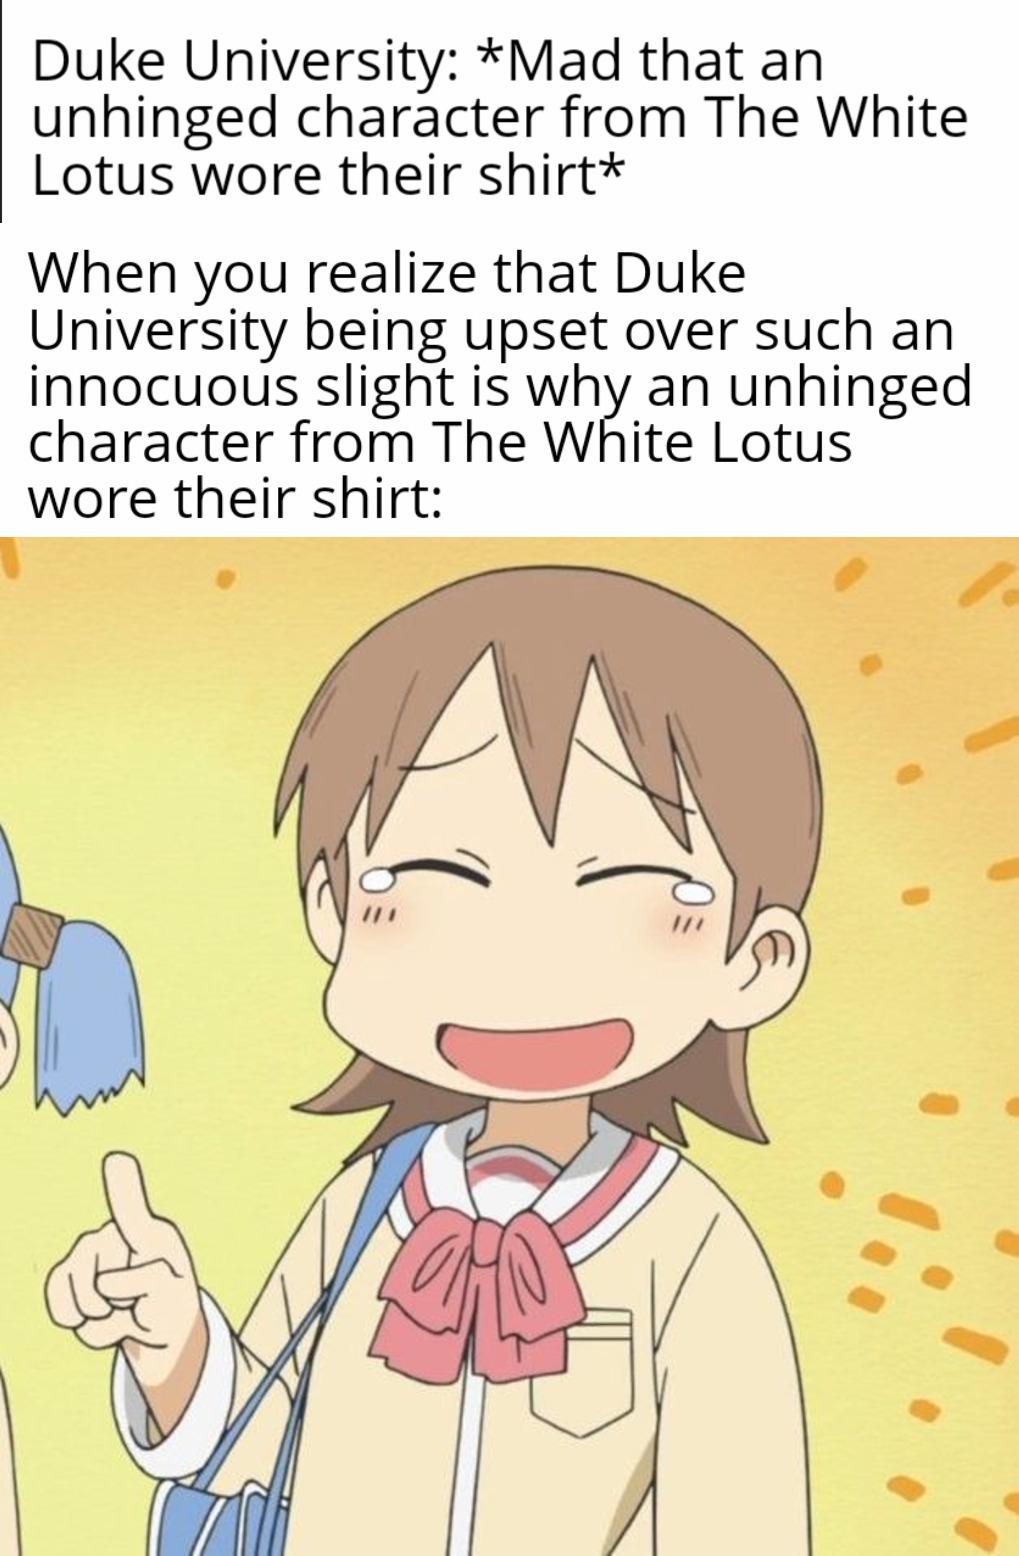 Duke University: *Mad that an
unhinged character from The White
Lotus wore their shirt*
When you realize that Duke
University being upset over such an
innocuous slight is why an unhinged
character from The White Lotus
wore their shirt: